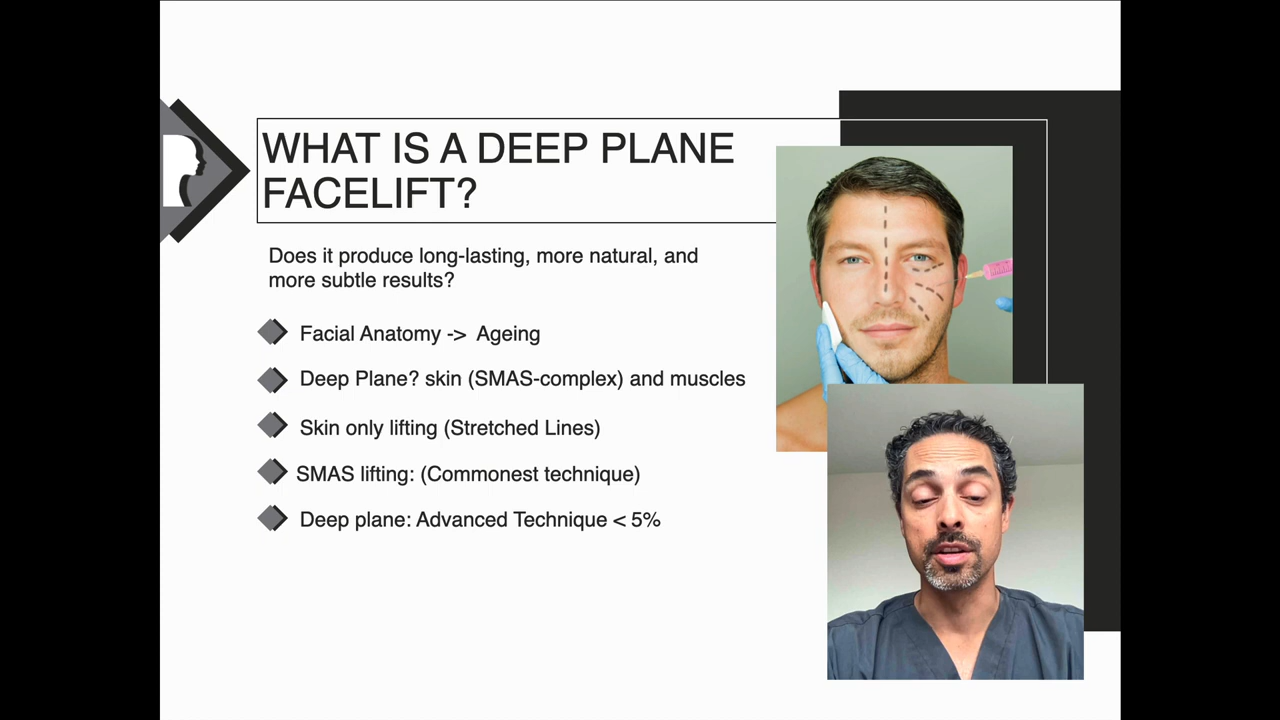 WHAT IS A DEEP PLANE
FACELIFT?
Does it produce long-lasting, more natural, and
more subtle results?
Facial Anatomy -> Ageing
Deep Plane? skin (SMAS-complex) and muscles
Skin only lifting (Stretched Lines)
SMAS lifting: (Commonest technique)
Deep plane: Advanced Technique < 5%